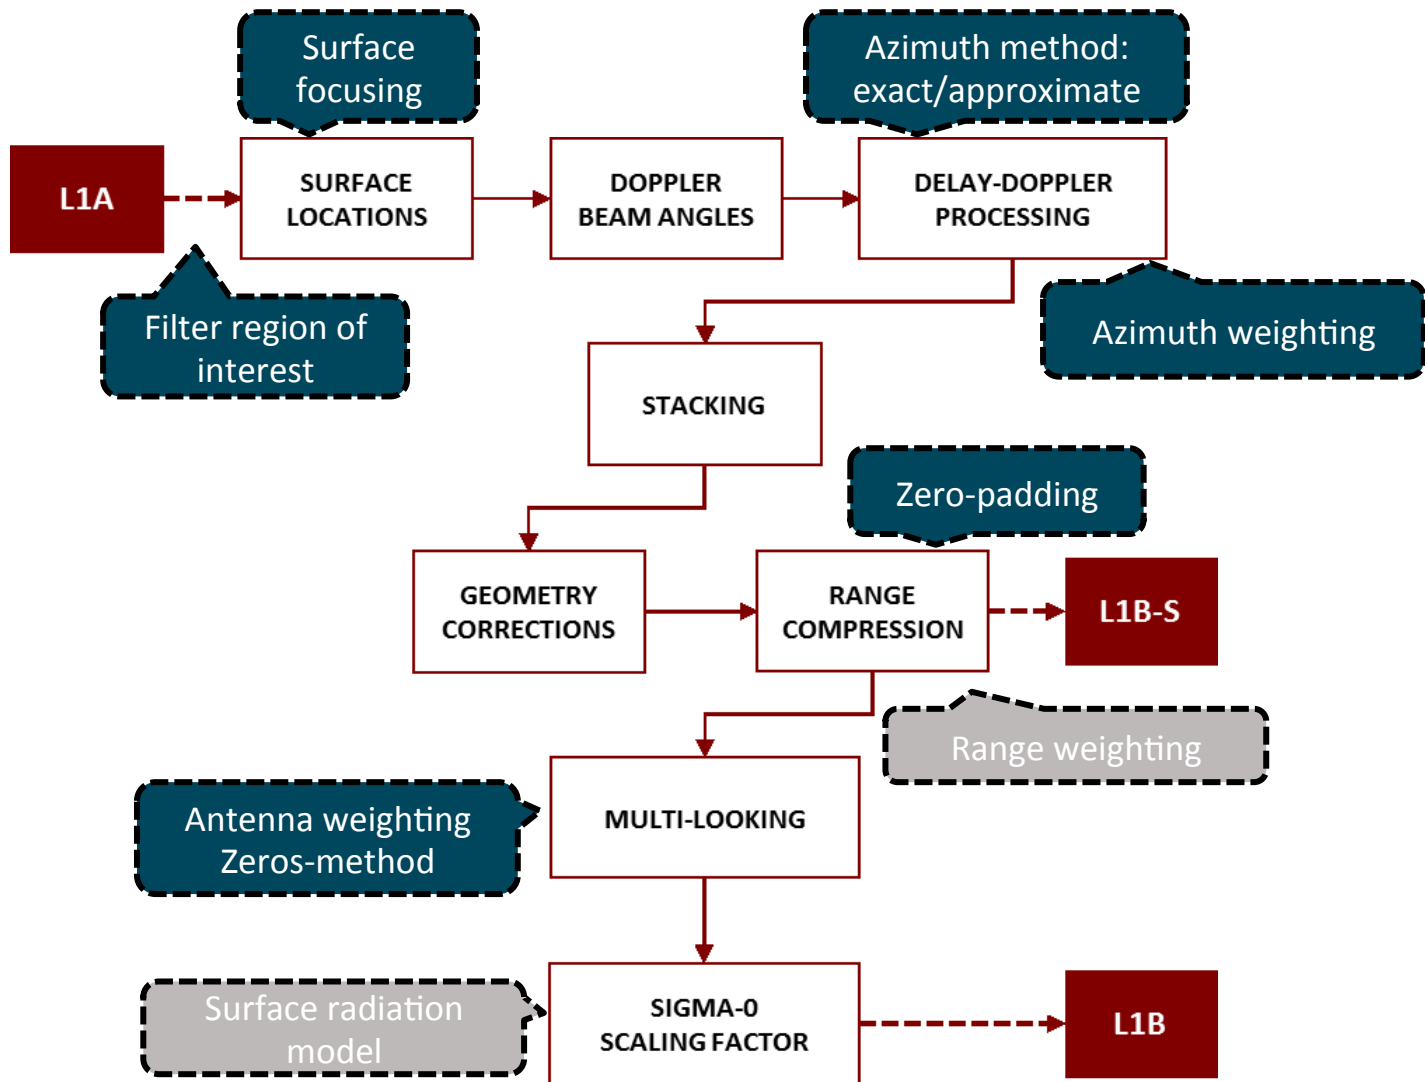 Surface
focusing
Azimuth method:
exact/approximate
L1A
SURFACE
LOCATIONS
DOPPLER
BEAM ANGLES
DELAY-DOPPLER
PROCESSING
Filter region of
interest
Azimuth weighting
STACKING
Zero-padding
GEOMETRY
CORRECTIONS
RANGE
COMPRESSION
L1B-S
Range weighting
Antenna weighting
Zeros-method
MULTI-LOOKING
Surface radiation
model
SIGMA-0
SCALING FACTOR
L1B